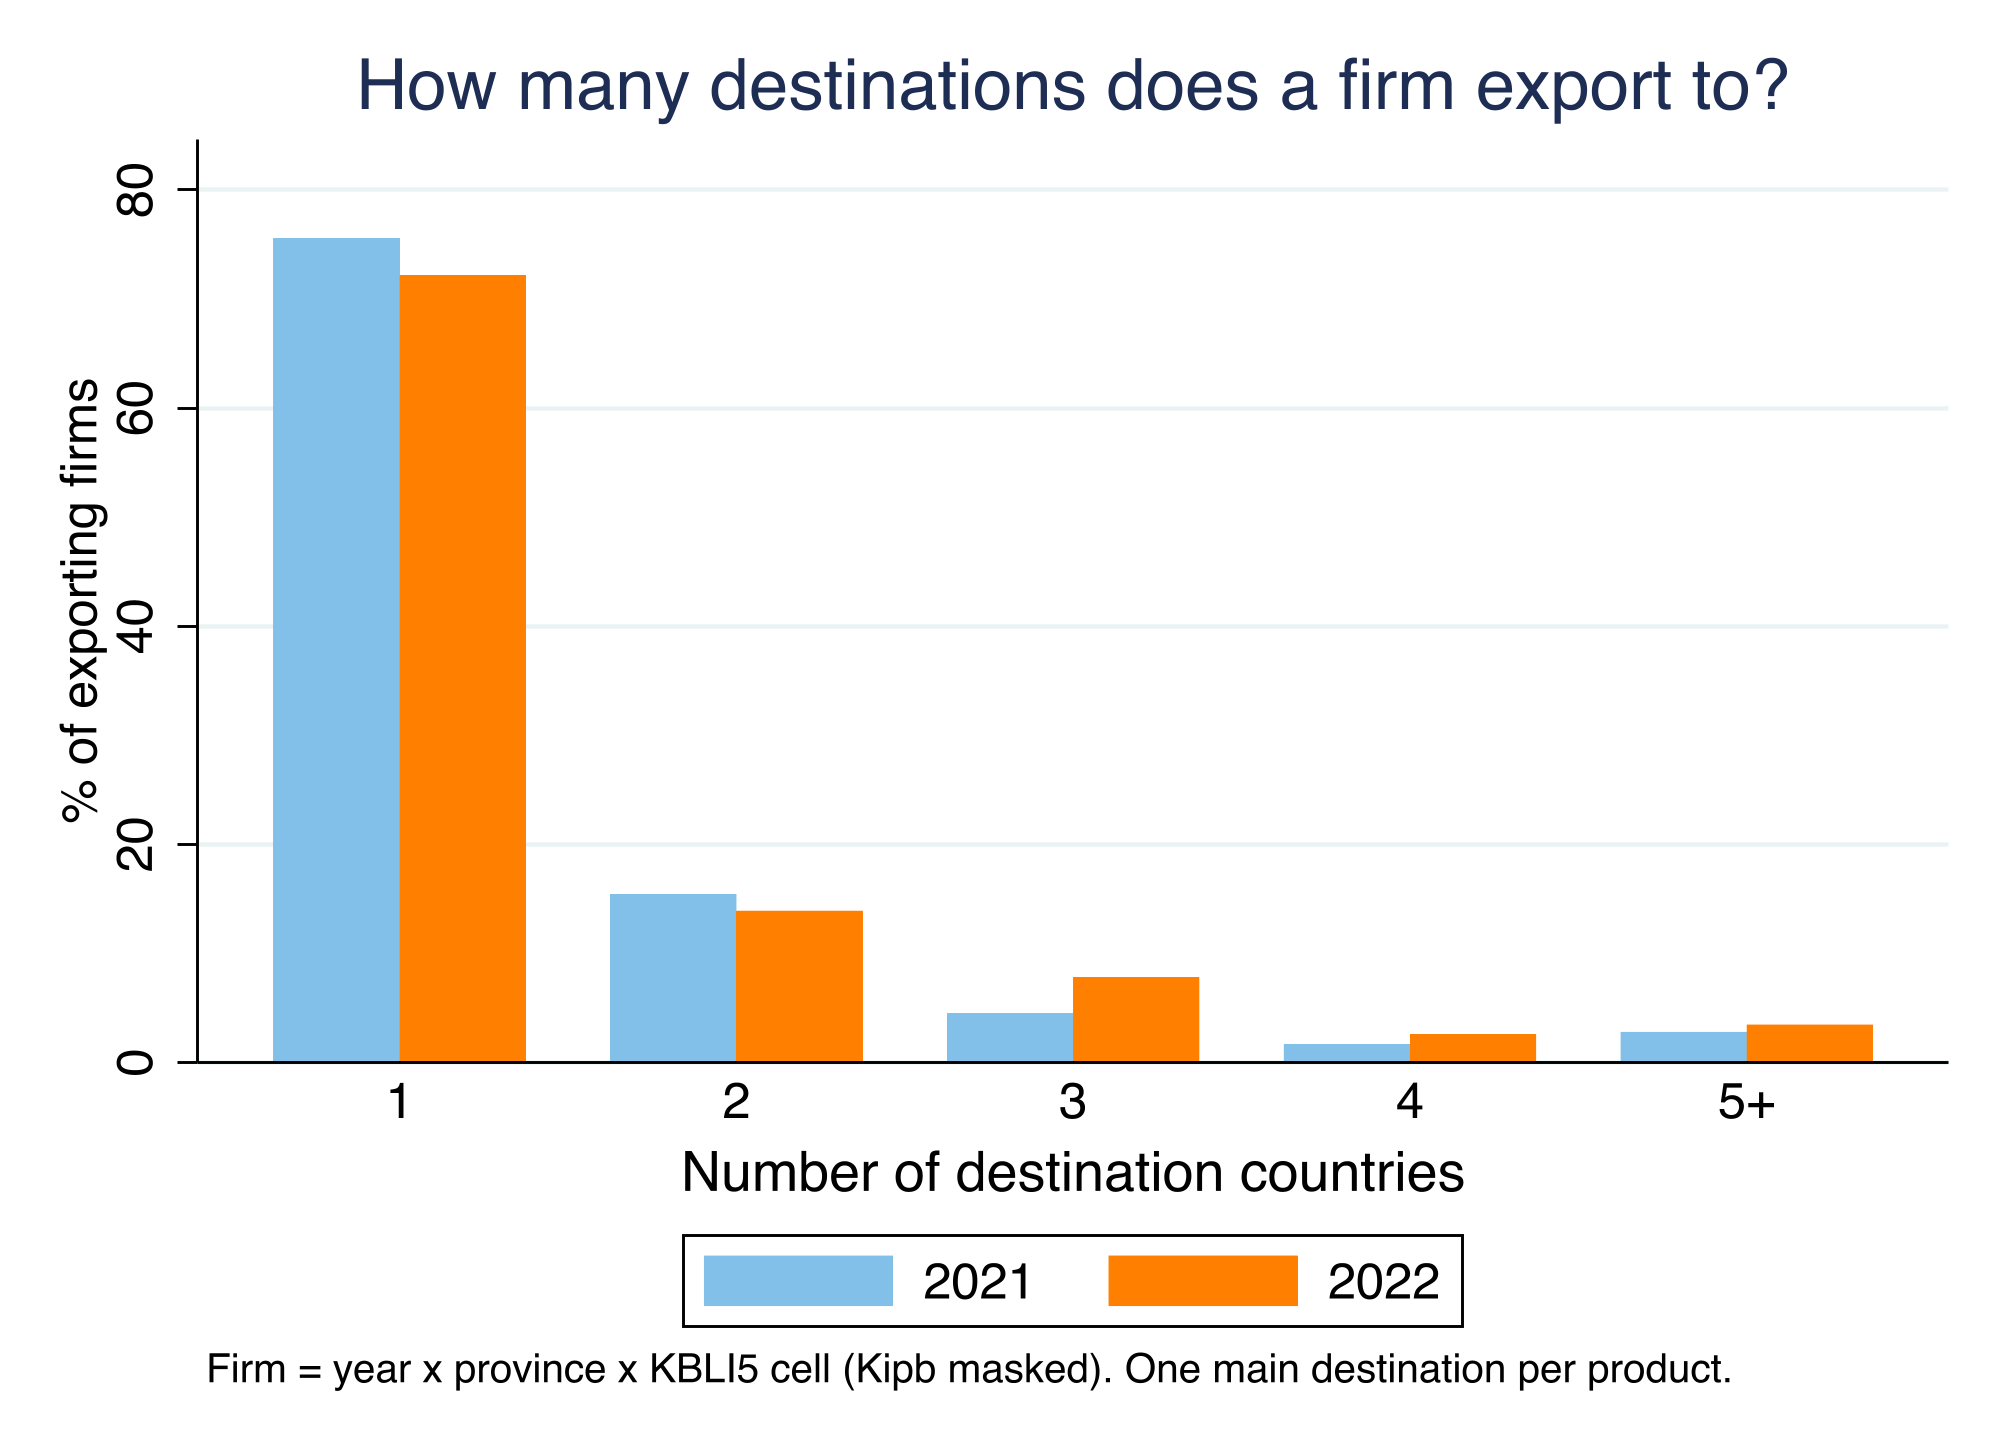 How many destinations does a firm export to?
% of exporting firms
80
60
40
20
0
1 2 3 4 5+
Number of destination countries
2021 2022
Firm = year x province x KBLI5 cell (Kipb masked). One main destination per product.